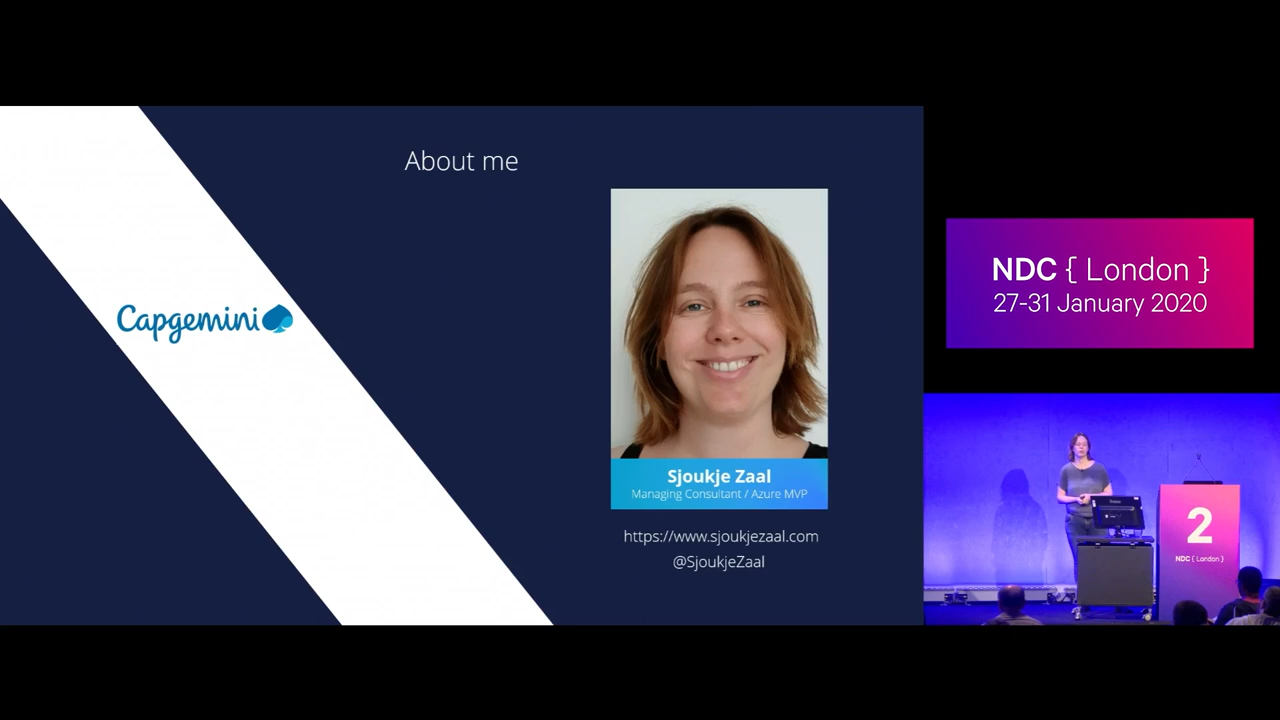 About me
Capgemini
Sjoukje Zaal
Managing Consultant / Azure MVP
https://www.sjoukjezaal.com
@SjoukjeZaal
NDC { London }
27-31 January 2020
2
NDC { London }